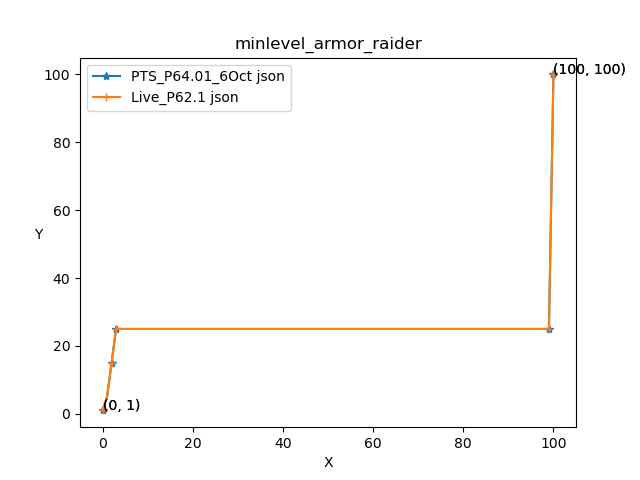 minlevel_armor_raider
PTS_P64.01_6Oct json
Live_P62.1 json
(100, 100)
100
80
60
40
20
0
Y
(0, 1)
0 20 40 60 80 100
X